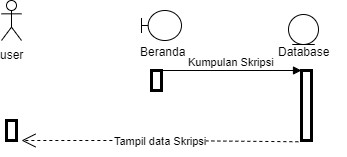 user
Beranda
Database
Kumpulan Skripsi
Tampil data Skripsi